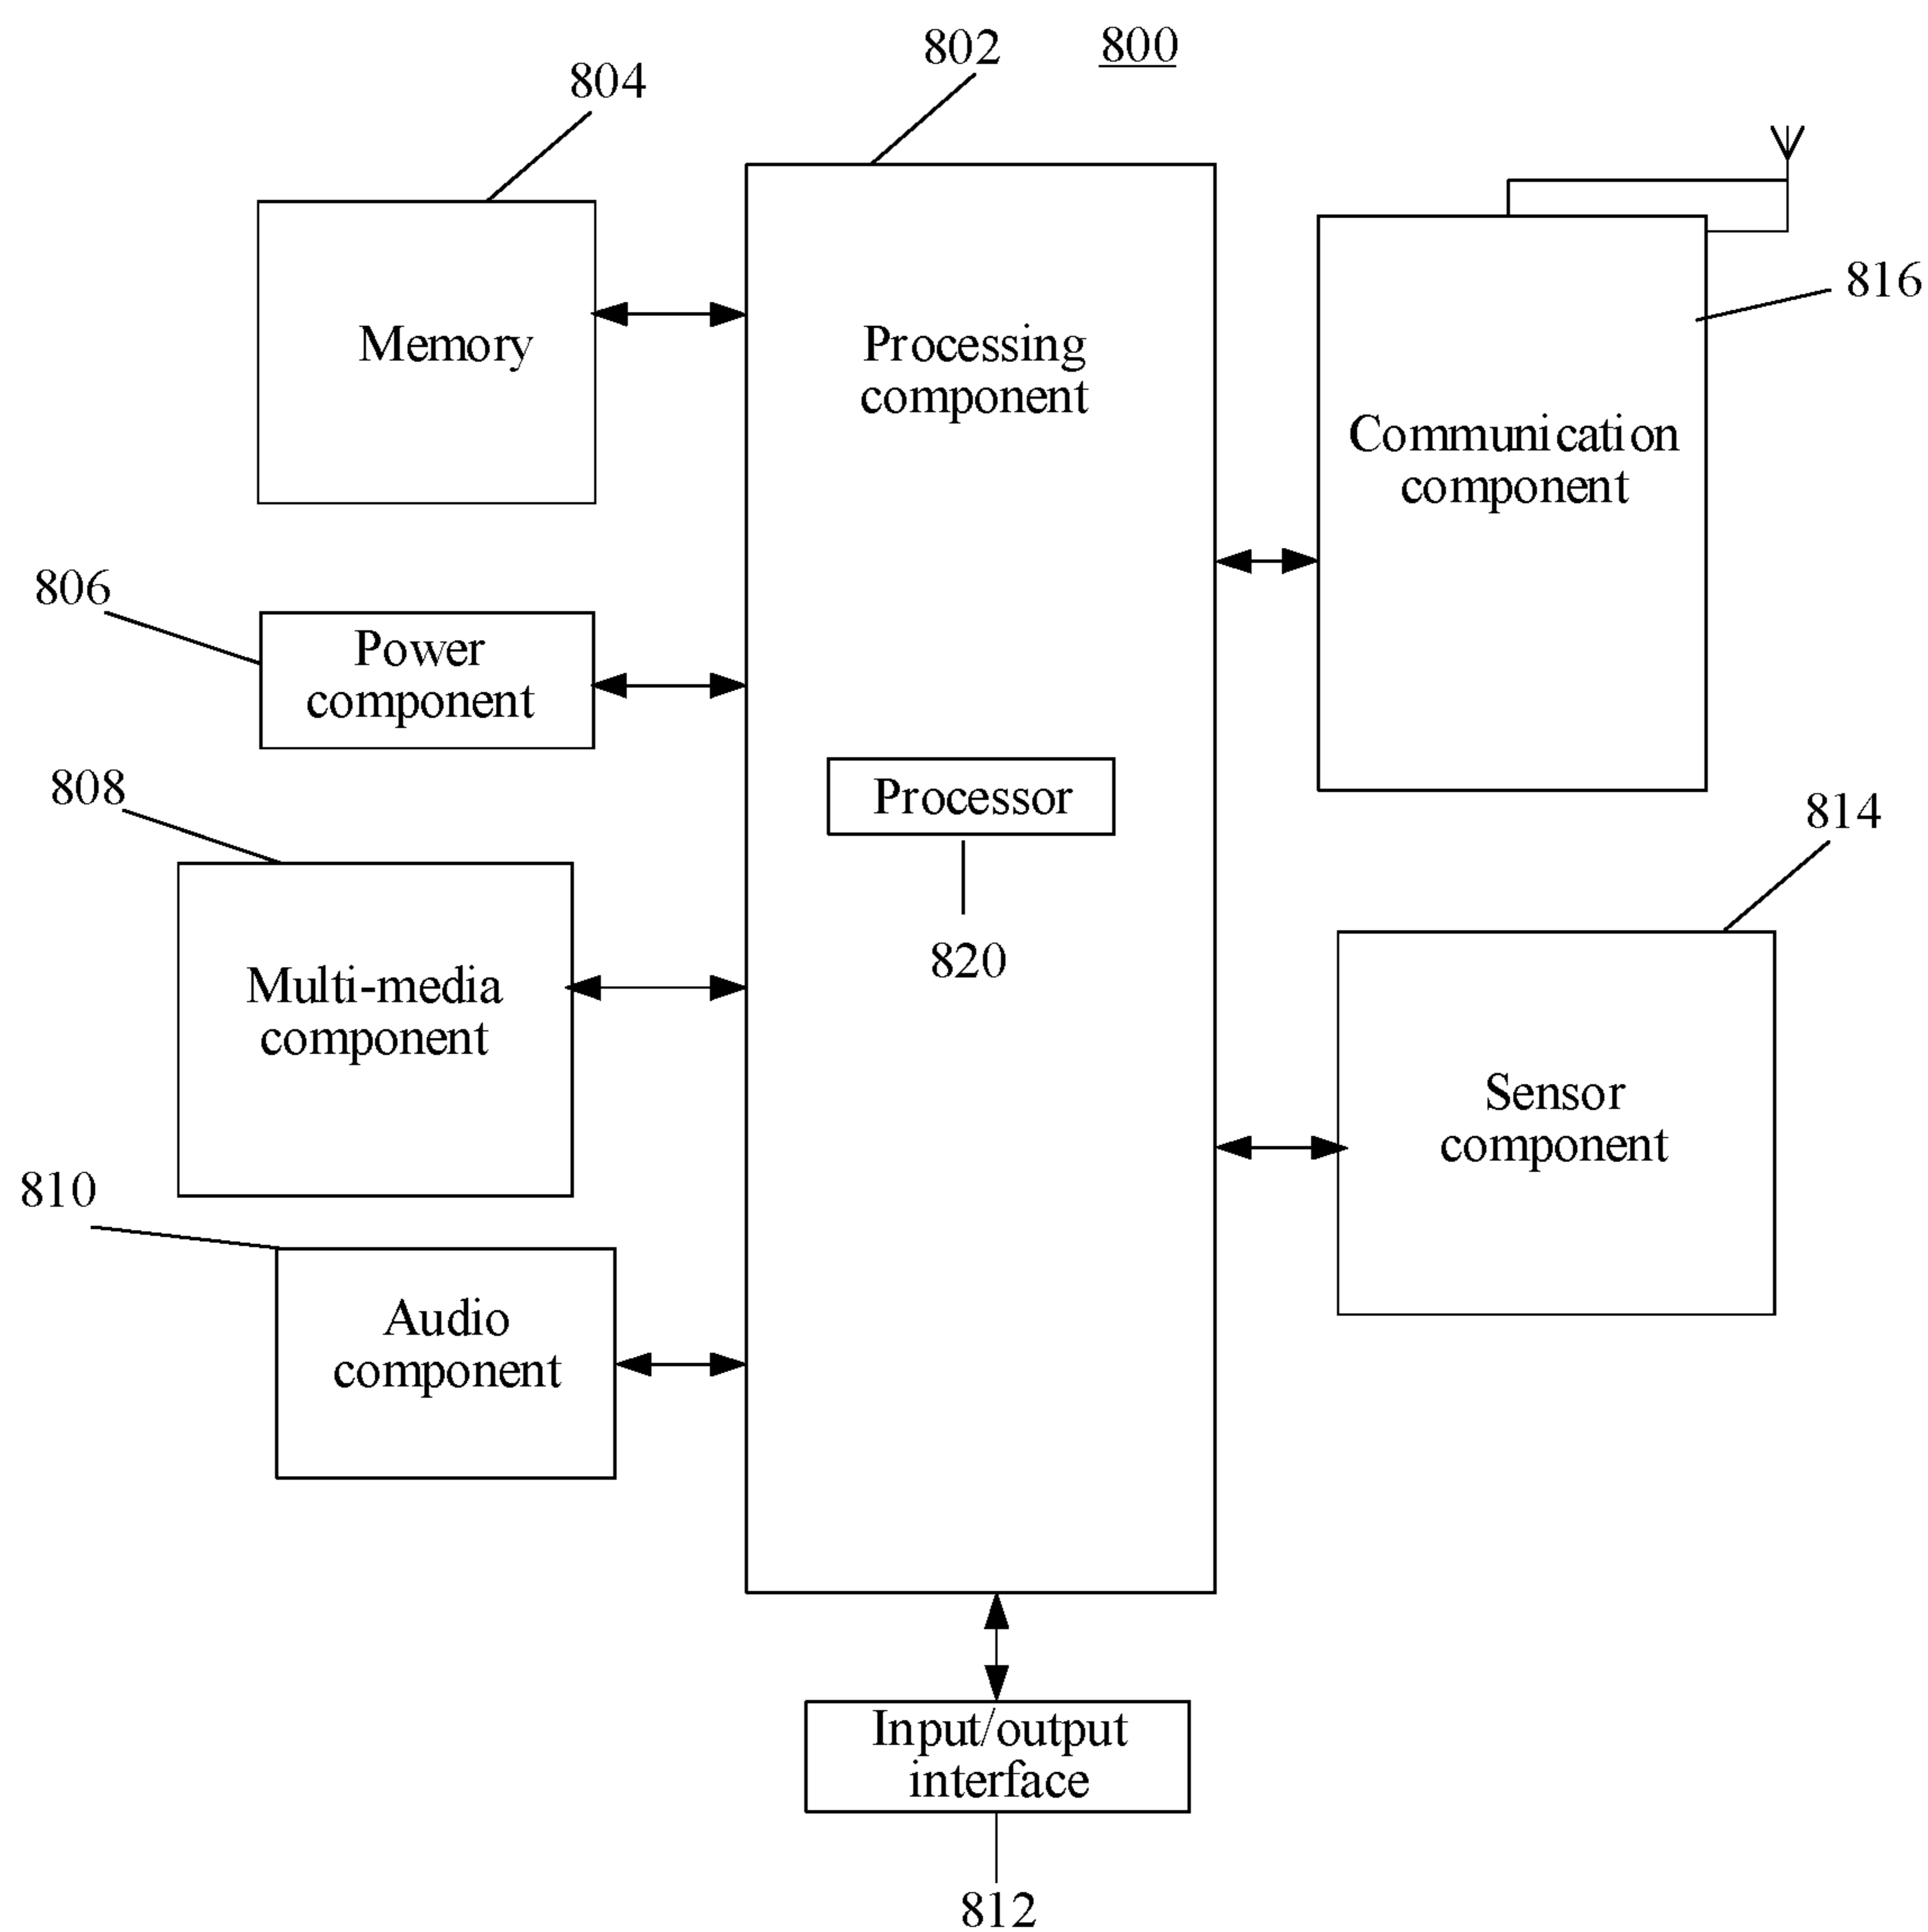 802
800
804
816
Memory
Processing
component
Communication
component
806
Power
component
808
Processor
814
820
Multi-media
component
Sensor
component
810
Audio
component
Input/output
interface
812